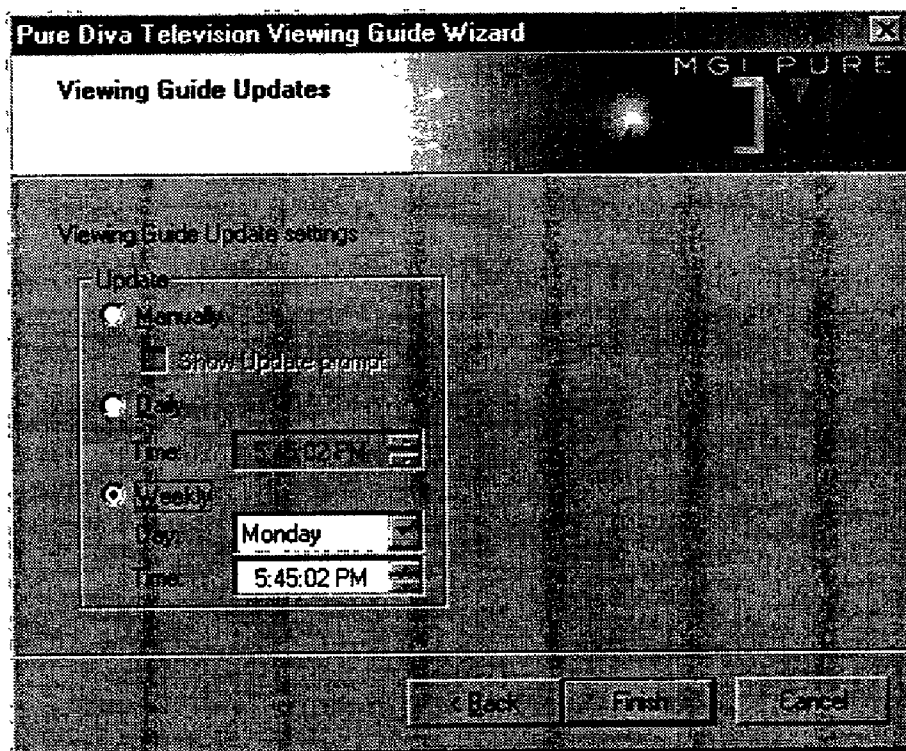 Pure Diva Television Viewing Guide Wizard
MGI PURE
Viewing Guide Updates
Viewing Guide Update settings
Update
Manually
Show Update prompt
Daily
Time: 5:45:02 PM
Weekly
Day: Monday
Time: 5:45:02 PM
< Back Finish Cancel